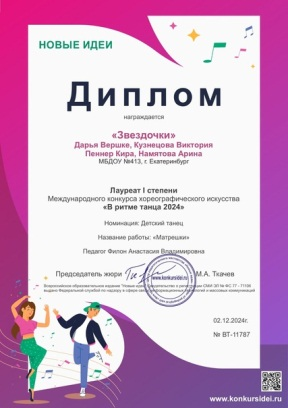 НОВЫЕ ИДЕИ
Диплом
награждается
«Звездочки»
Дарья Вершке, Кузнецова Виктория
Пеннер Кира, Намятова Арина
МБДОУ №413, г. Екатеринбург
Лауреат I степени
Международного конкурса хореографического искусства
«В ритме танца 2024»
Номинация: Детский танец
Название работы: «Матрешки»
Педагог Филон Анастасия Владимировна
Председатель жюри
М.А. Ткачев
02.12.2024г.
№ ВТ-11787
www.konkursidei.ru